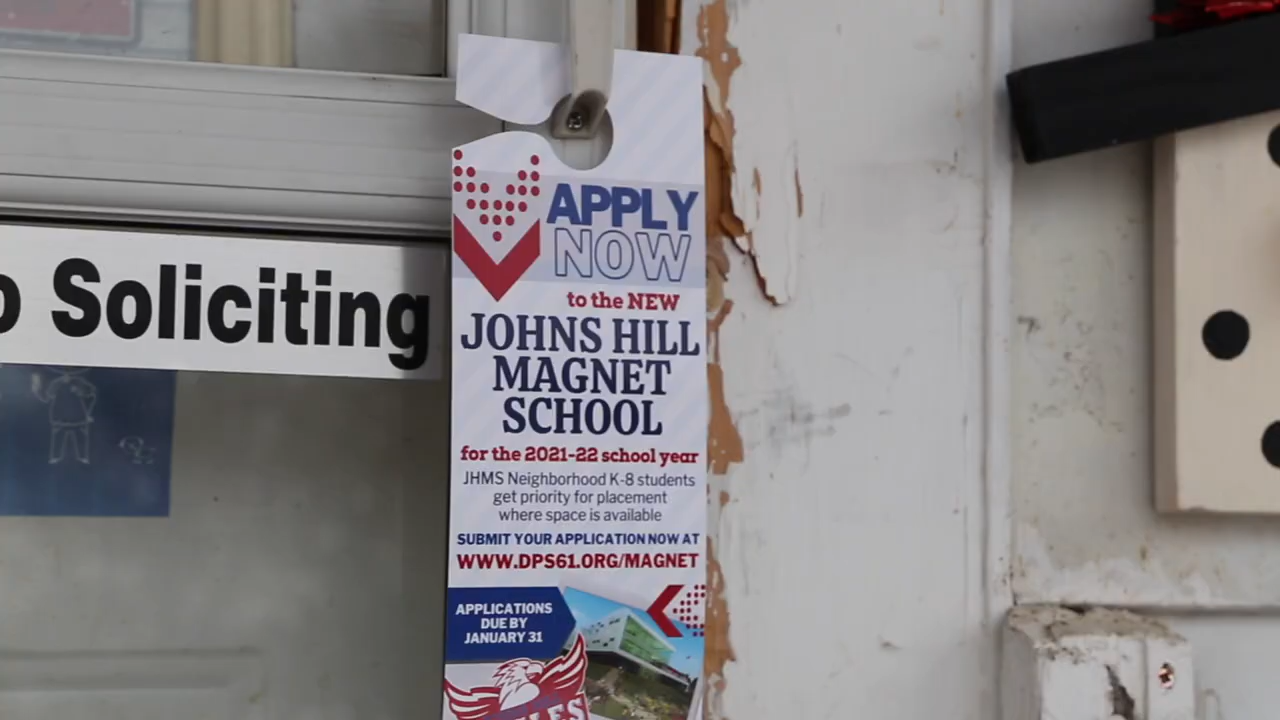 Soliciting
APPLY
NOW
to the NEW
JOHNS HILL
MAGNET
SCHOOL
for the 2021-22 school year
JHMS Neighborhood K-8 students
get priority for placement
where space is available
SUBMIT YOUR APPLICATION NOW AT
WWW.DPS61.ORG/MAGNET
APPLICATIONS
DUE BY
JANUARY 31